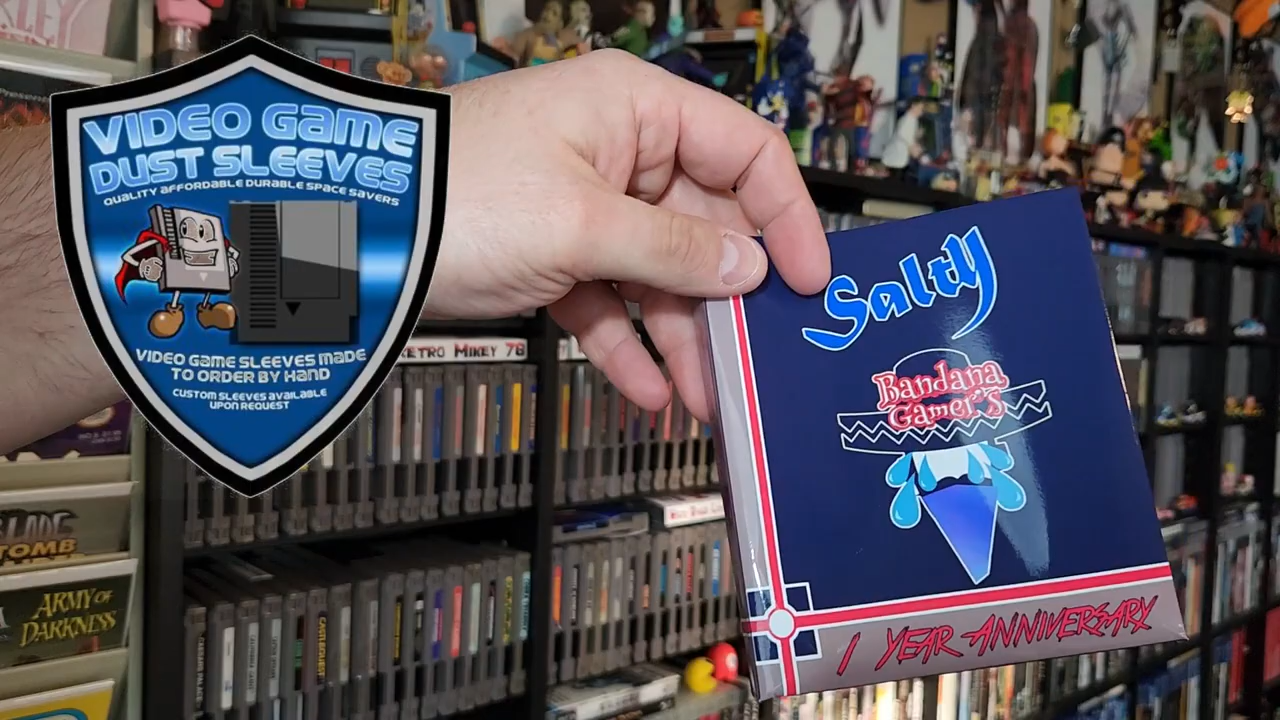 VIDEO GAME
DUST SLEEVES
QUALITY AFFORDABLE DURABLE SPACE SAVERS
VIDEO GAME SLEEVES MADE
TO ORDER BY HAND
CUSTOM SLEEVES AVAILABLE
UPON REQUEST
Salty
Bandana
Gamer's
1 YEAR ANNIVERSARY
RETRO MIKEY 78
TOMB
ARMY OF
DARKNESS